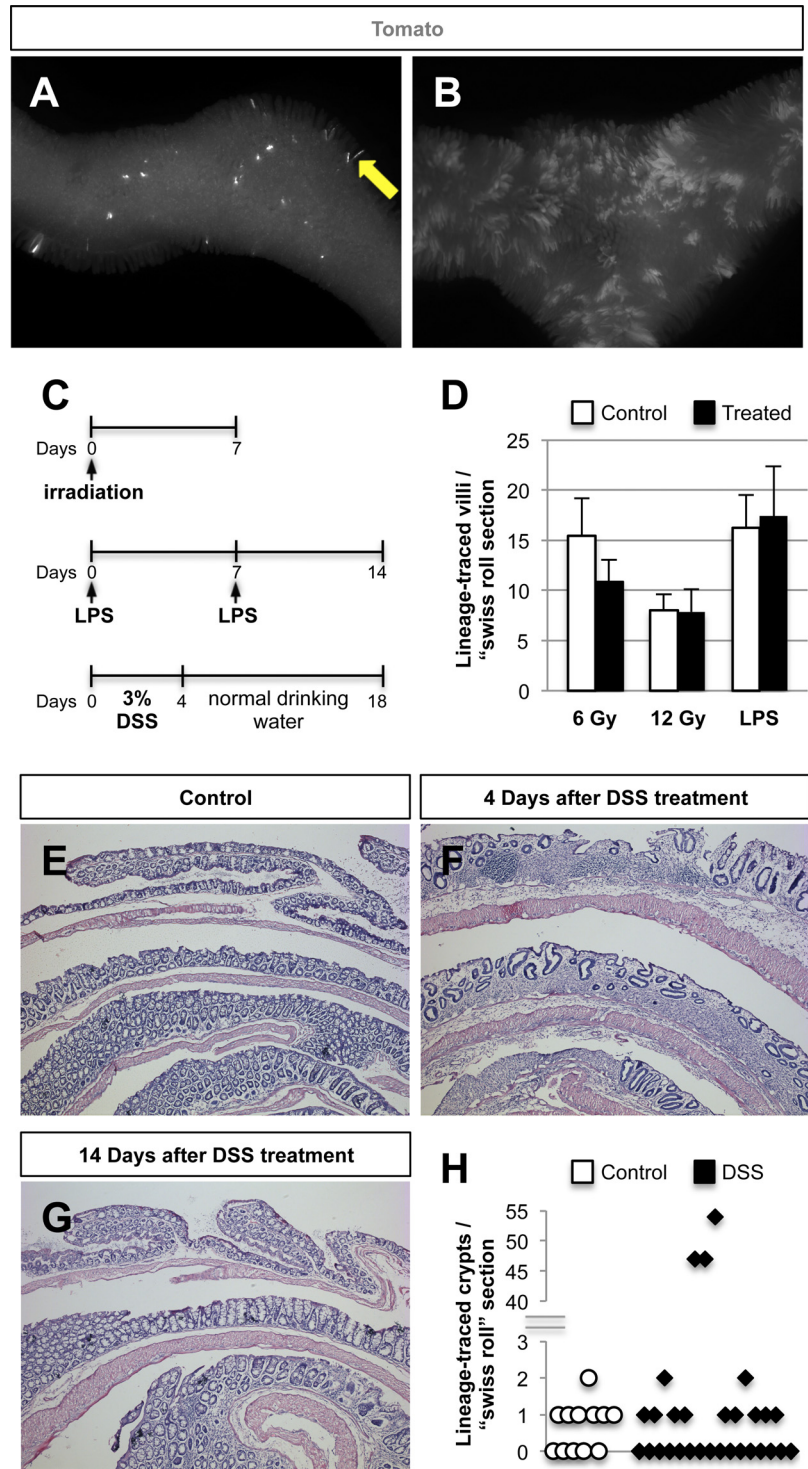 Tomato
A
B
C
Days 0 7
irradiation
Days 0 7 14
LPS LPS
Days 0 3% DSS 4 normal drinking water 18
D
Control Treated
Lineage-traced villi /
“swiss roll section
25
20
15
10
5
0
6 Gy 12 Gy LPS
Control
4 Days after DSS treatment
E
F
14 Days after DSS treatment
G
H
Control DSS
Lineage-traced crypts /
“swiss roll” section
55
50
45
40
3
2
1
0